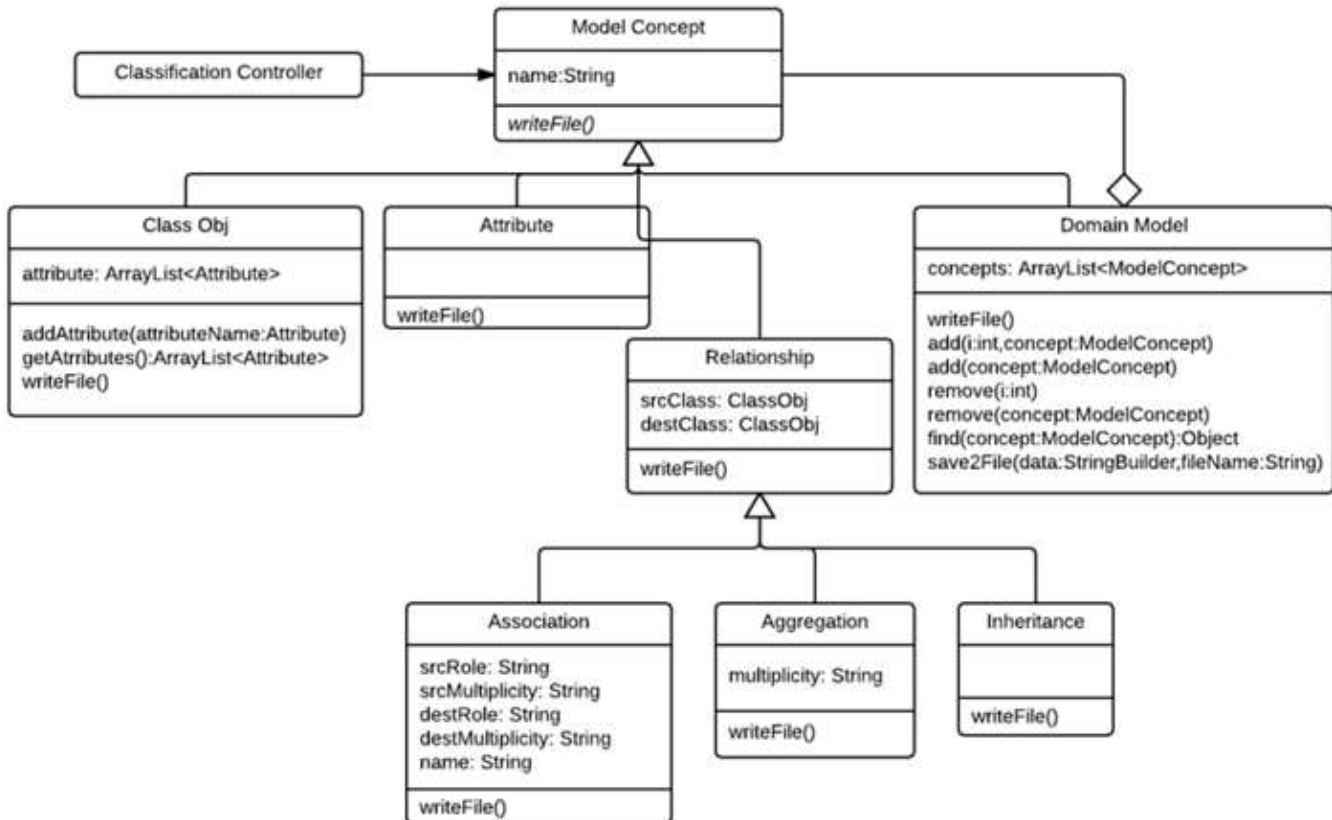 Model Concept
name:String
writeFile()
Classification Controller
Class Obj
attribute: ArrayList<Attribute>
addAttribute(attributeName:Attribute)
getAtrributes():ArrayList<Attribute>
writeFile()
Attribute
writeFile()
Domain Model
concepts: ArrayList<ModelConcept>
writeFile()
add(i:int,concept:ModelConcept)
add(concept:ModelConcept)
remove(i:int)
remove(concept:ModelConcept)
find(concept:ModelConcept):Object
save2File(data:StringBuilder,fileName:String)
Relationship
srcClass: ClassObj
destClass: ClassObj
writeFile()
Association
srcRole: String
srcMultiplicity: String
destRole: String
destMultiplicity: String
name: String
writeFile()
Aggregation
multiplicity: String
writeFile()
Inheritance
writeFile()